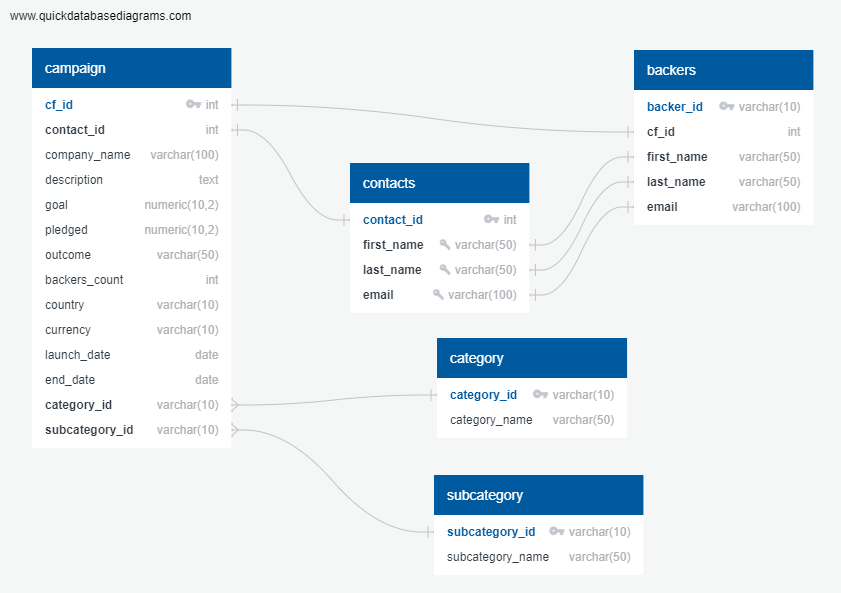 www.quickdatabasediagrams.com
campaign
cf_id int
contact_id int
company_name varchar(100)
description text
goal numeric(10,2)
pledged numeric(10,2)
outcome varchar(50)
backers_count int
country varchar(10)
currency varchar(10)
launch_date date
end_date date
category_id varchar(10)
subcategory_id varchar(10)
contacts
contact_id int
first_name varchar(50)
last_name varchar(50)
email varchar(100)
backers
backer_id varchar(10)
cf_id int
first_name varchar(50)
last_name varchar(50)
email varchar(100)
category
category_id varchar(10)
category_name varchar(50)
subcategory
subcategory_id varchar(10)
subcategory_name varchar(50)